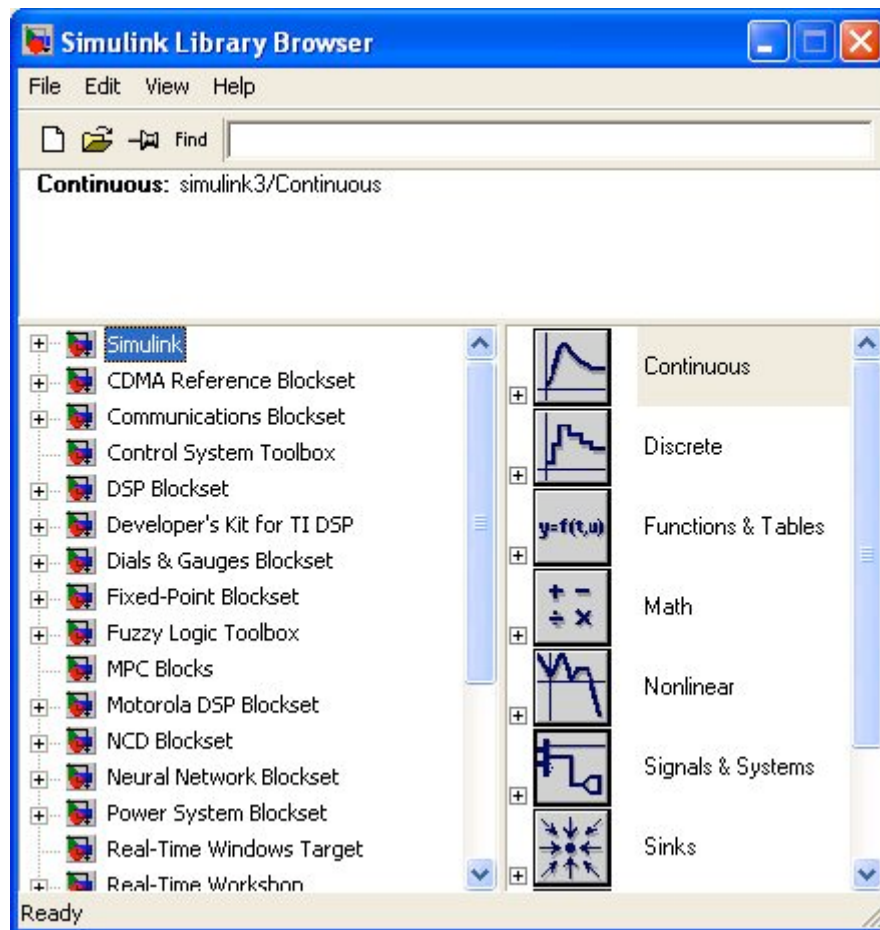 Simulink Library Browser
File Edit View Help
Find
Continuous: simulink3/Continuous
Simulink
CDMA Reference Blockset
Communications Blockset
Control System Toolbox
DSP Blockset
Developer's Kit for TI DSP
Dials & Gauges Blockset
Fixed-Point Blockset
Fuzzy Logic Toolbox
MPC Blocks
Motorola DSP Blockset
NCD Blockset
Neural Network Blockset
Power System Blockset
Real-Time Windows Target
Real-Time Workshop
Continuous
Discrete
y=f(t,u) Functions & Tables
+ - ÷ × Math
Nonlinear
Signals & Systems
Sinks
Ready